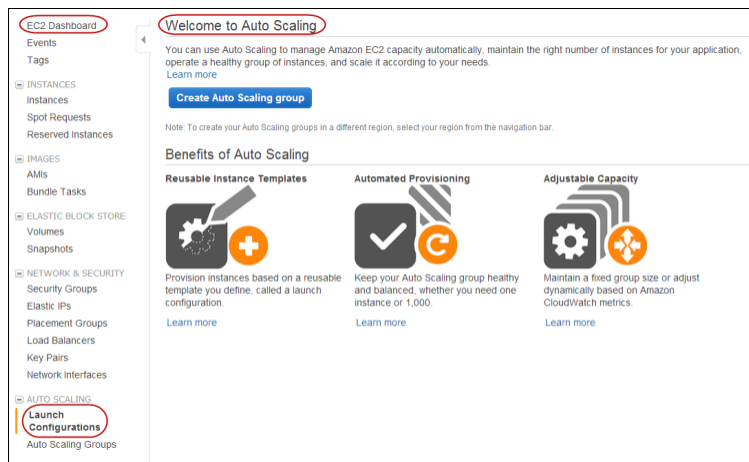 EC2 Dashboard
Events
Tags
INSTANCES
Instances
Spot Requests
Reserved Instances
IMAGES
AMIs
Bundle Tasks
ELASTIC BLOCK STORE
Volumes
Snapshots
NETWORK & SECURITY
Security Groups
Elastic IPs
Placement Groups
Load Balancers
Key Pairs
Network Interfaces
AUTO SCALING
Launch
Configurations
Auto Scaling Groups
Welcome to Auto Scaling
You can use Auto Scaling to manage Amazon EC2 capacity automatically, maintain the right number of instances for your application,
operate a healthy group of instances, and scale it according to your needs.
Learn more
Create Auto Scaling group
Note: To create your Auto Scaling groups in a different region, select your region from the navigation bar.
Benefits of Auto Scaling
Reusable Instance Templates
Provision instances based on a reusable
template you define, called a launch
configuration.
Learn more
Automated Provisioning
Keep your Auto Scaling group healthy
and balanced, whether you need one
instance or 1,000.
Learn more
Adjustable Capacity
Maintain a fixed group size or adjust
dynamically based on Amazon
CloudWatch metrics.
Learn more